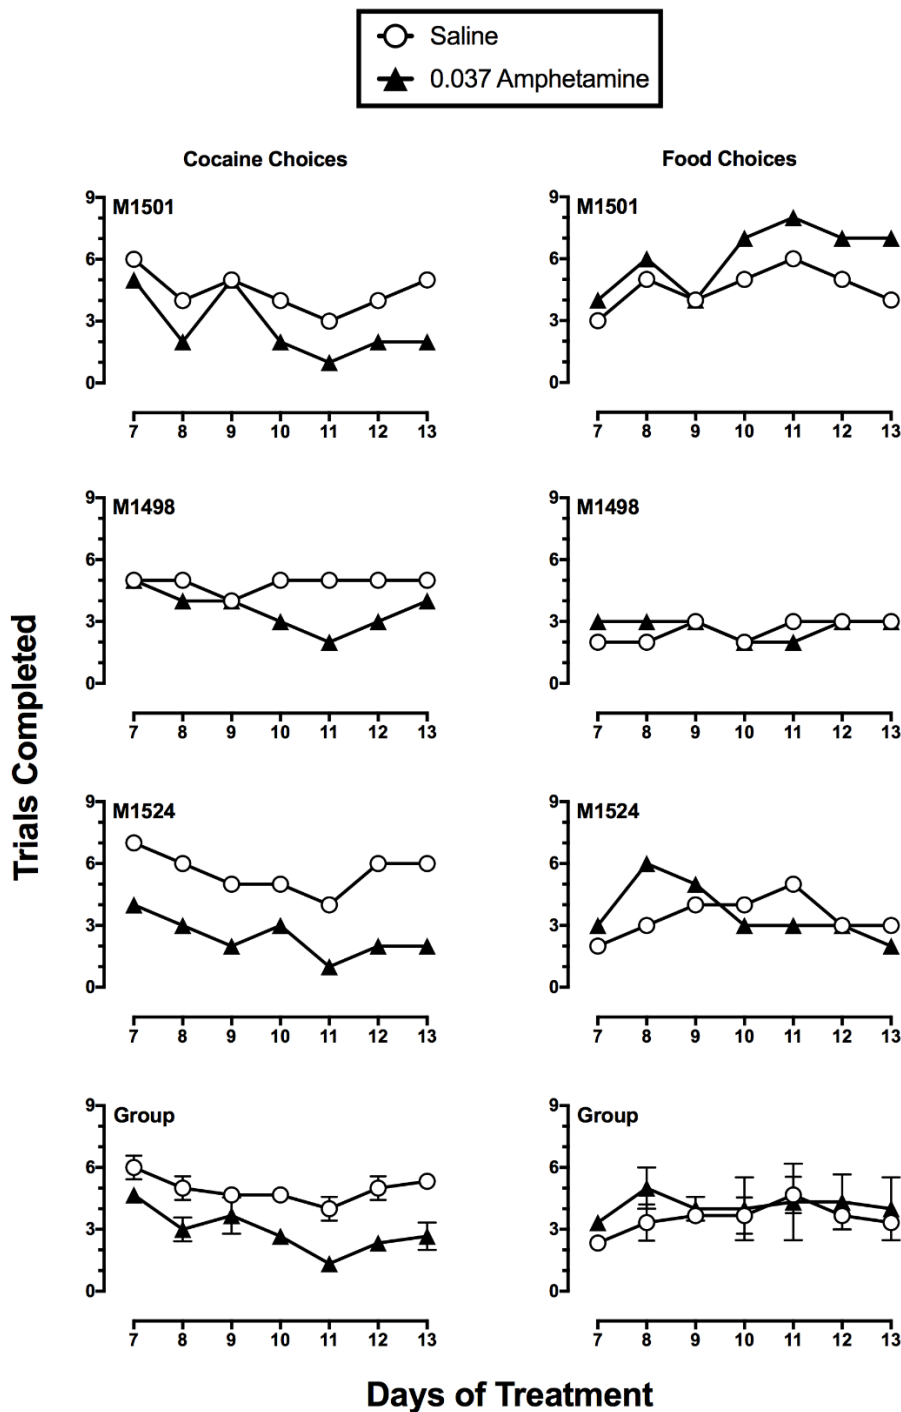 Saline
0.037 Amphetamine
Cocaine Choices
Food Choices
Trials Completed
M1501
9
6
3
0
7 8 9 10 11 12 13
M1501
9
6
3
0
7 8 9 10 11 12 13
M1498
9
6
3
0
7 8 9 10 11 12 13
M1498
9
6
3
0
7 8 9 10 11 12 13
M1524
9
6
3
0
7 8 9 10 11 12 13
M1524
9
6
3
0
7 8 9 10 11 12 13
Group
9
6
3
0
7 8 9 10 11 12 13
Group
9
6
3
0
7 8 9 10 11 12 13
Days of Treatment